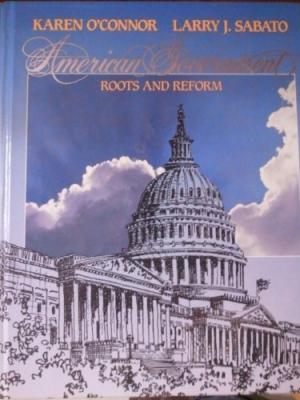 KAREN O'CONNOR LARRY J. SABATO
American Government
ROOTS AND REFORM